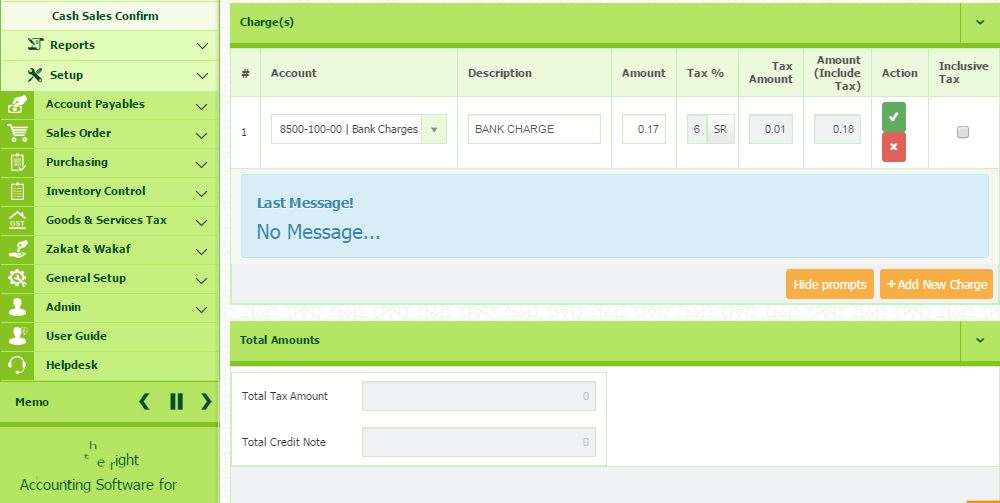 Cash Sales Confirm
Reports
Setup
Account Payables
Sales Order
Purchasing
Inventory Control
GST
Goods & Services Tax
Zakat & Wakaf
General Setup
Admin
User Guide
Helpdesk
Memo
the right
Accounting Software for
Charge(s)
# Account Description Amount Tax % Tax Amount Amount (Include Tax) Action Inclusive Tax
1 8500-100-00 | Bank Charges BANK CHARGE 0.17 6 SR 0.01 0.18
Last Message!
No Message...
Hide prompts + Add New Charge
Total Amounts
Total Tax Amount 0
Total Credit Note 0